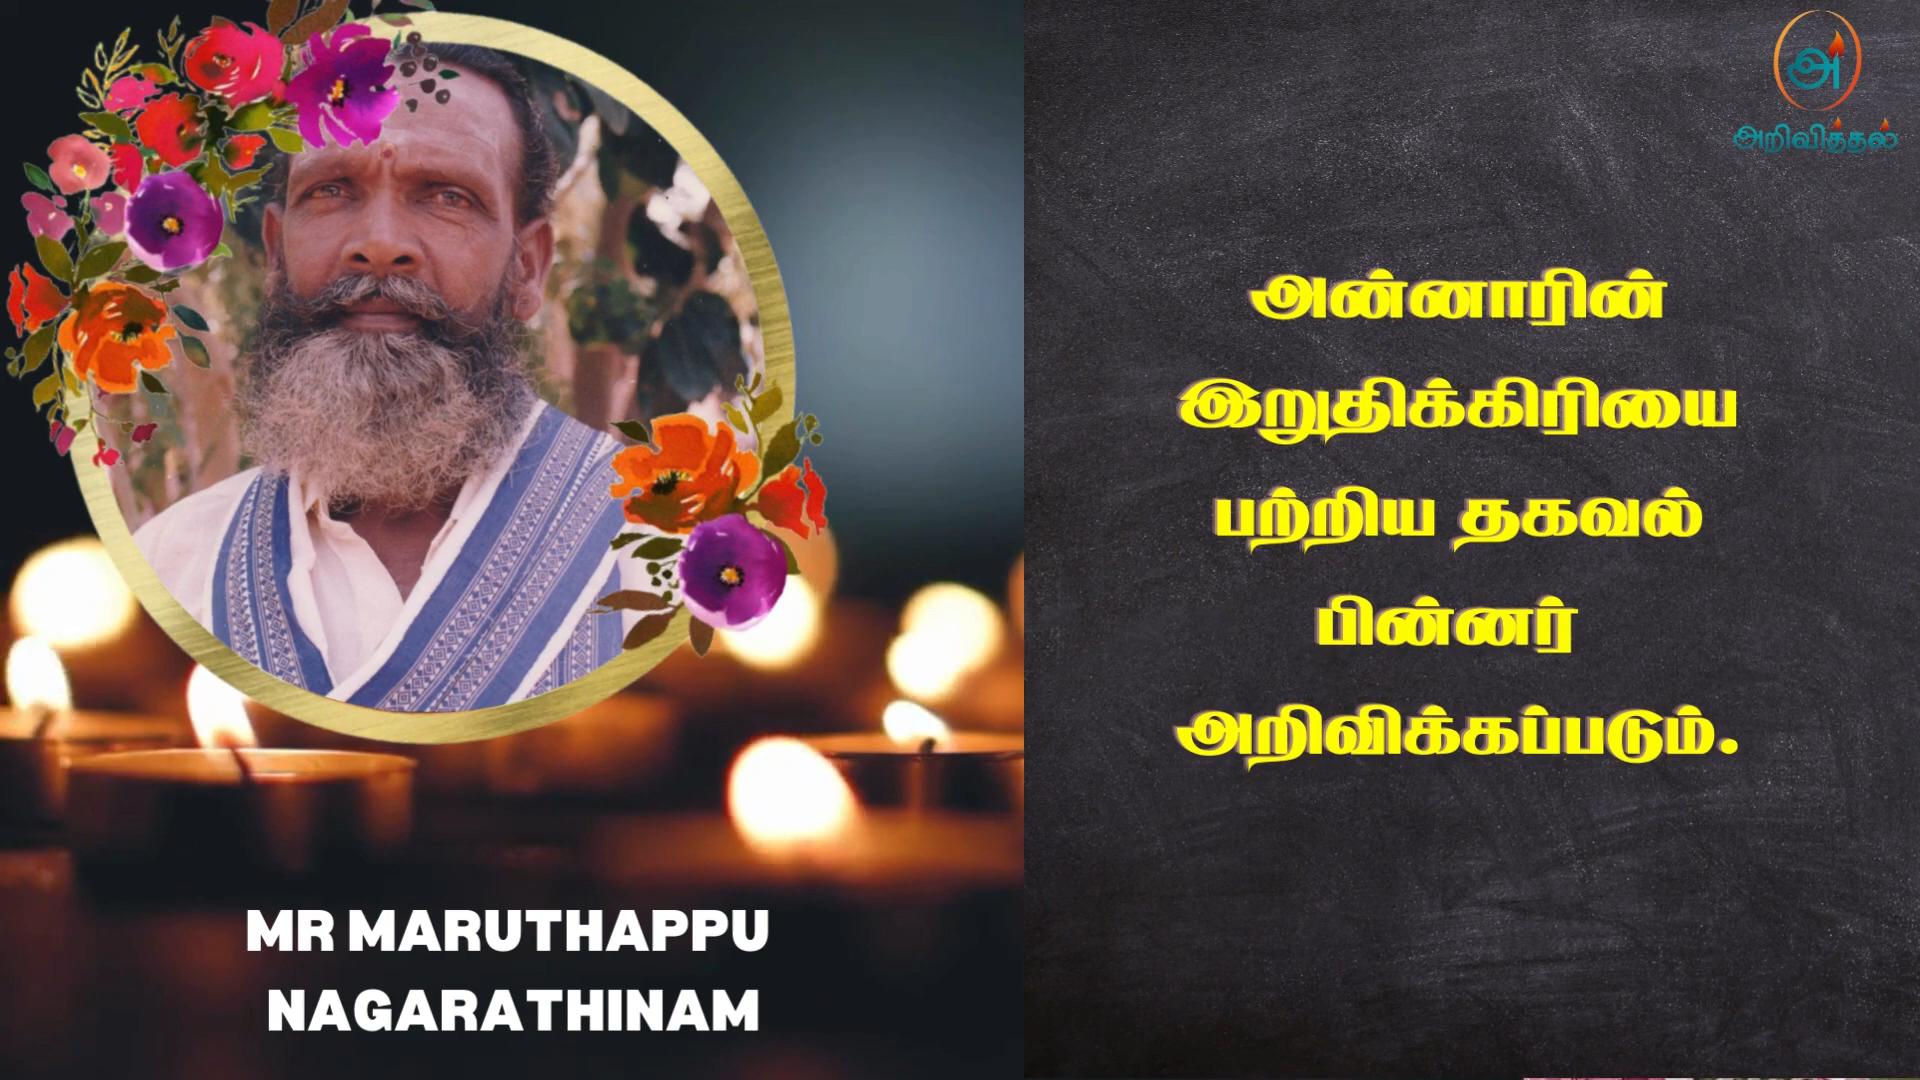 MR MARUTHAPPU
NAGARATHINAM
அ
அறிவித்தல்
அன்னாரின்
இறுதிக்கிரியை
பற்றிய தகவல்
பின்னர்
அறிவிக்கப்படும்.